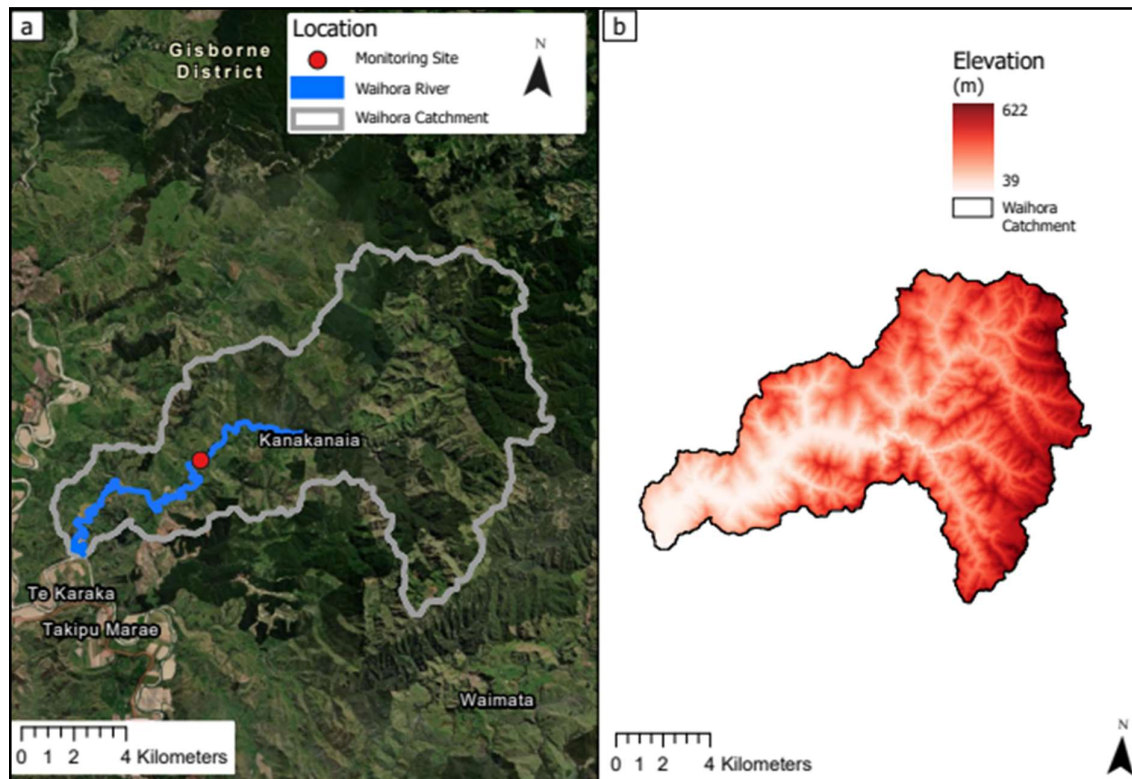 a
Gisborne
District
Location
Monitoring Site
Waihora River
Waihora Catchment
N
Kanakanaia
Te Karaka
Takipu Marae
Waimata
0 1 2 4 Kilometers
b
Elevation
(m)
622
39
Waihora
Catchment
0 1 2 4 Kilometers
N